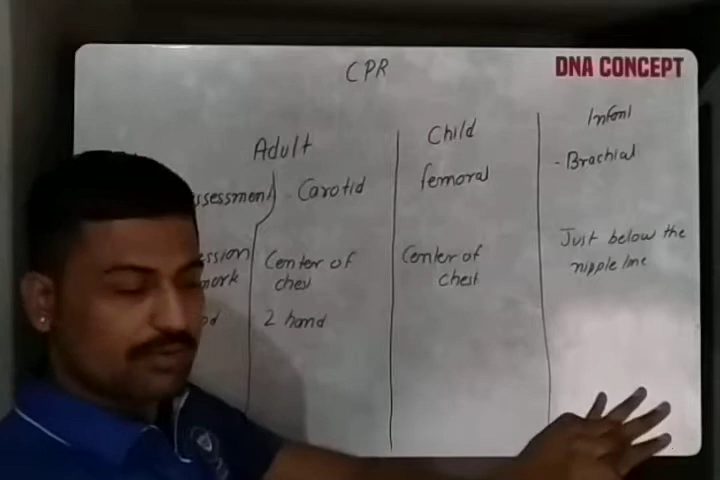 CPR
DNA CONCEPT
Adult
Child
Infant
ssessment
Carotid
femoral
- Brachial
ession
mark
Center of
chest
Center of
chest
Just below the
nipple line
od
2 hand